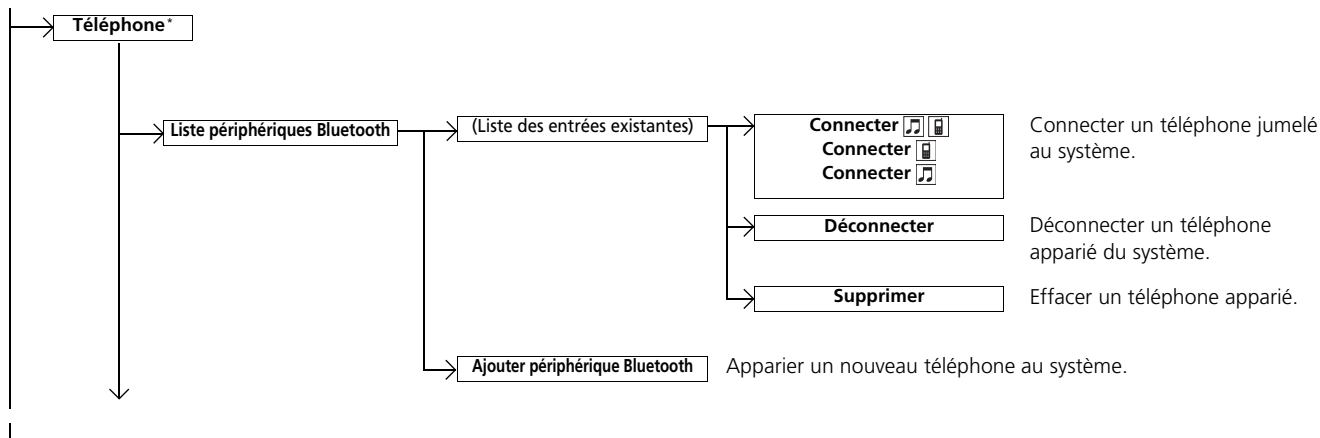 Téléphone*
Liste périphériques Bluetooth
(Liste des entrées existantes)
Connecter
Connecter
Connecter
Connecter un téléphone jumelé
au système.
Déconnecter
Déconnecter un téléphone
apparié du système.
Supprimer
Effacer un téléphone apparié.
Ajouter périphérique Bluetooth
Apparier un nouveau téléphone au système.